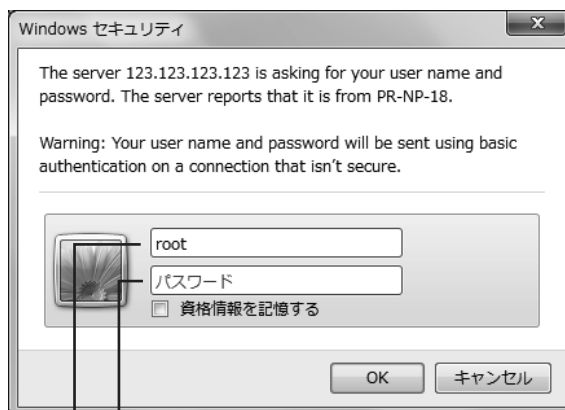 Windows セキュリティ
x
The server 123.123.123.123 is asking for your user name and
password. The server reports that it is from PR-NP-18.
Warning: Your user name and password will be sent using basic
authentication on a connection that isn't secure.
root
パスワード
資格情報を記憶する
OK
キャンセル